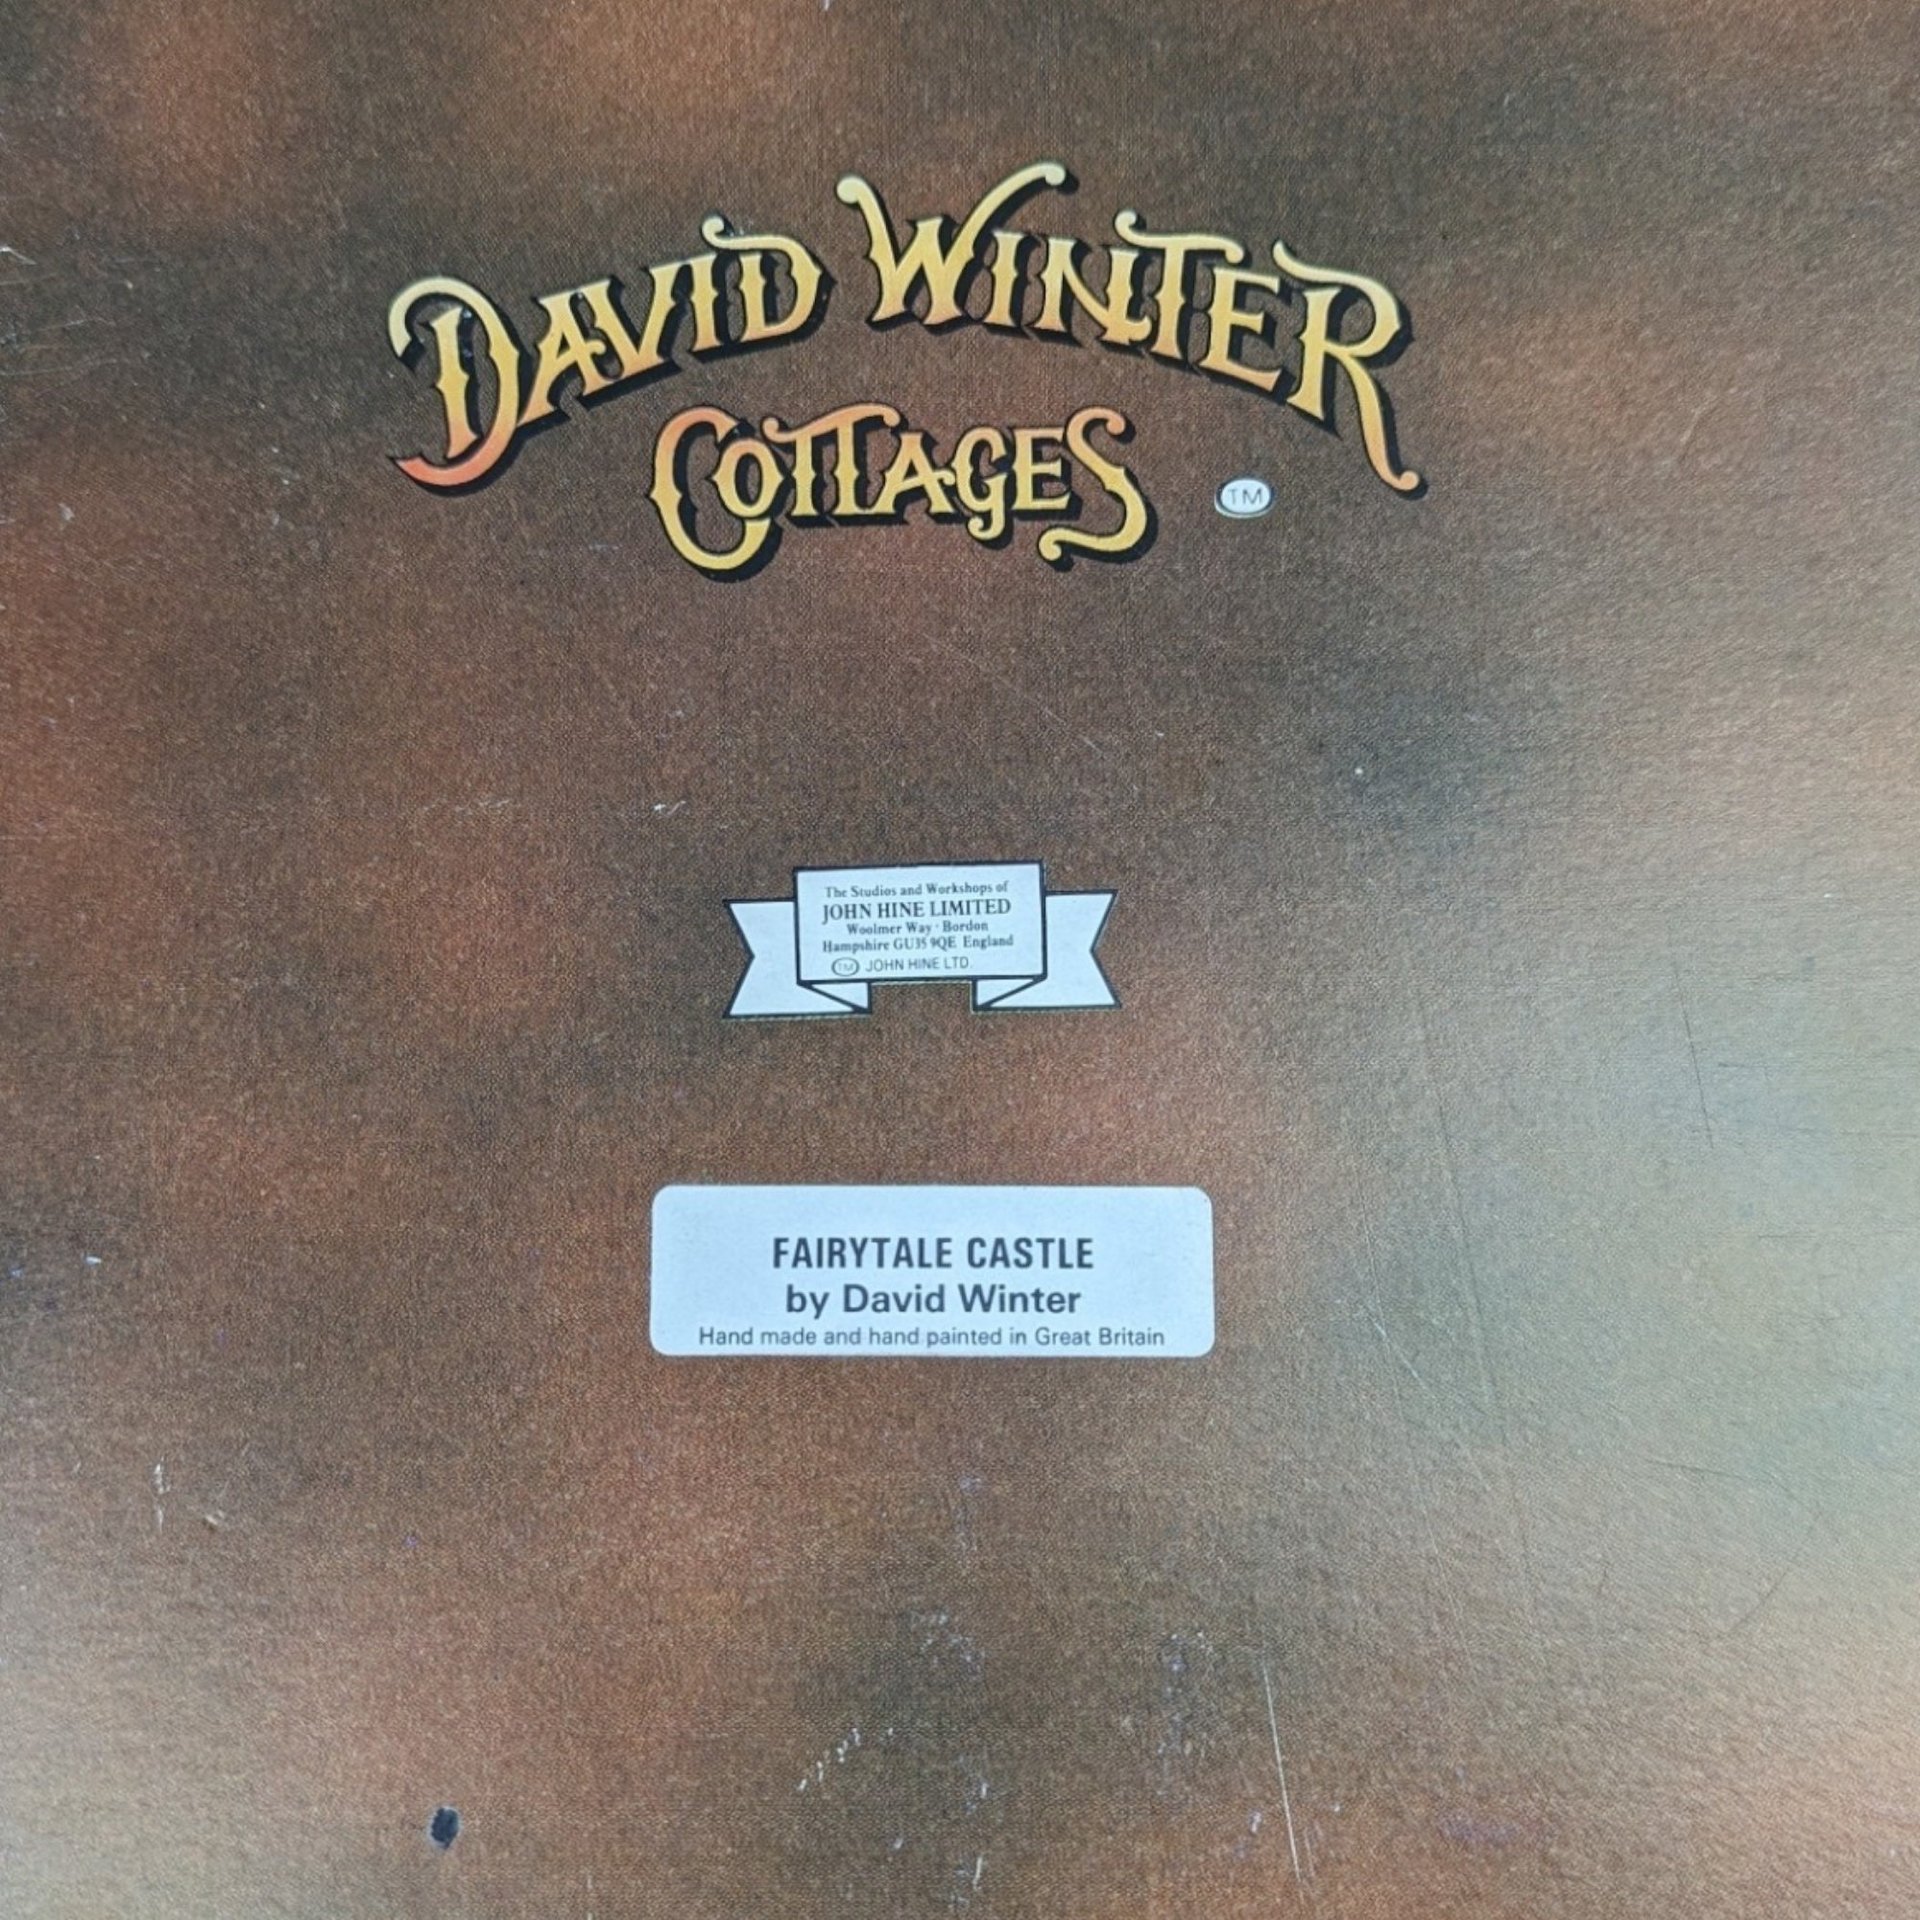 DAVID WINTER
COTTAGES
TM
The Studios and Workshops of
JOHN HINE LIMITED
Woolmer Way · Bordon
Hampshire GU35 9QE England
TM JOHN HINE LTD.
FAIRYTALE CASTLE
by David Winter
Hand made and hand painted in Great Britain